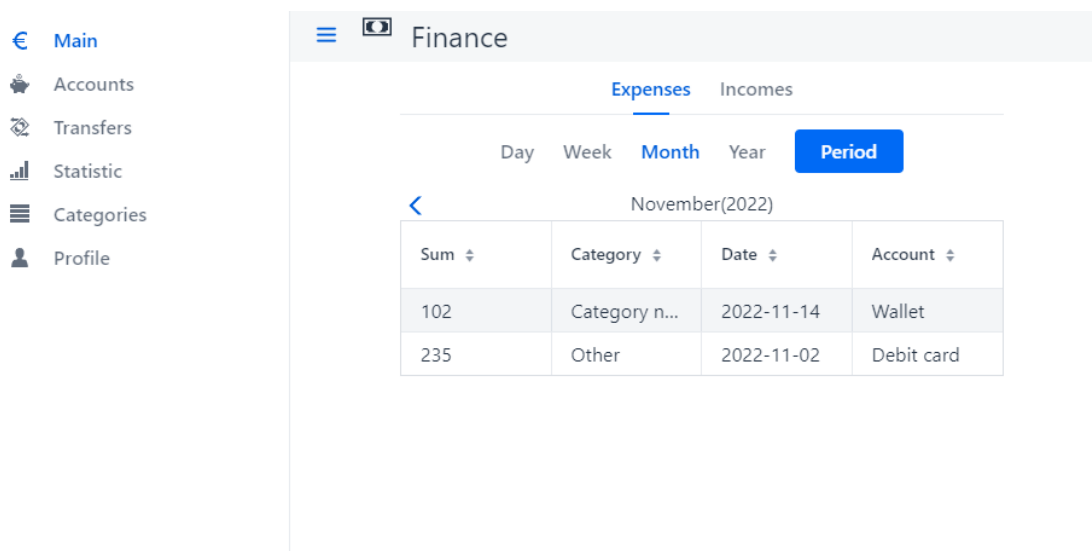 Main
Accounts
Transfers
Statistic
Categories
Profile
Finance
Expenses Incomes
Day Week Month Year Period
November(2022)
Sum Category Date Account
102 Category n... 2022-11-14 Wallet
235 Other 2022-11-02 Debit card